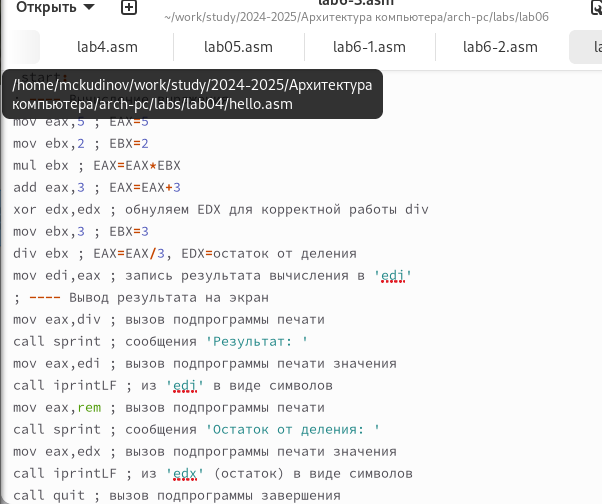 Открыть
lab6-3.asm
~/work/study/2024-2025/Архитектура компьютера/arch-pc/labs/lab06
lab4.asm lab05.asm lab6-1.asm lab6-2.asm la
_start:
/home/mckudinov/work/study/2024-2025/Архитектура
компьютера/arch-pc/labs/lab04/hello.asm
mov eax,5 ; EAX=5
mov ebx,2 ; EBX=2
mul ebx ; EAX=EAX*EBX
add eax,3 ; EAX=EAX+3
xor edx,edx ; обнуляем EDX для корректной работы div
mov ebx,3 ; EBX=3
div ebx ; EAX=EAX/3, EDX=остаток от деления
mov edi,eax ; запись результата вычисления в 'edi'
; ---- Вывод результата на экран
mov eax,div ; вызов подпрограммы печати
call sprint ; сообщения 'Результат: '
mov eax,edi ; вызов подпрограммы печати значения
call iprintLF ; из 'edi' в виде символов
mov eax,rem ; вызов подпрограммы печати
call sprint ; сообщения 'Остаток от деления: '
mov eax,edx ; вызов подпрограммы печати значения
call iprintLF ; из 'edx' (остаток) в виде символов
call quit ; вызов подпрограммы завершения